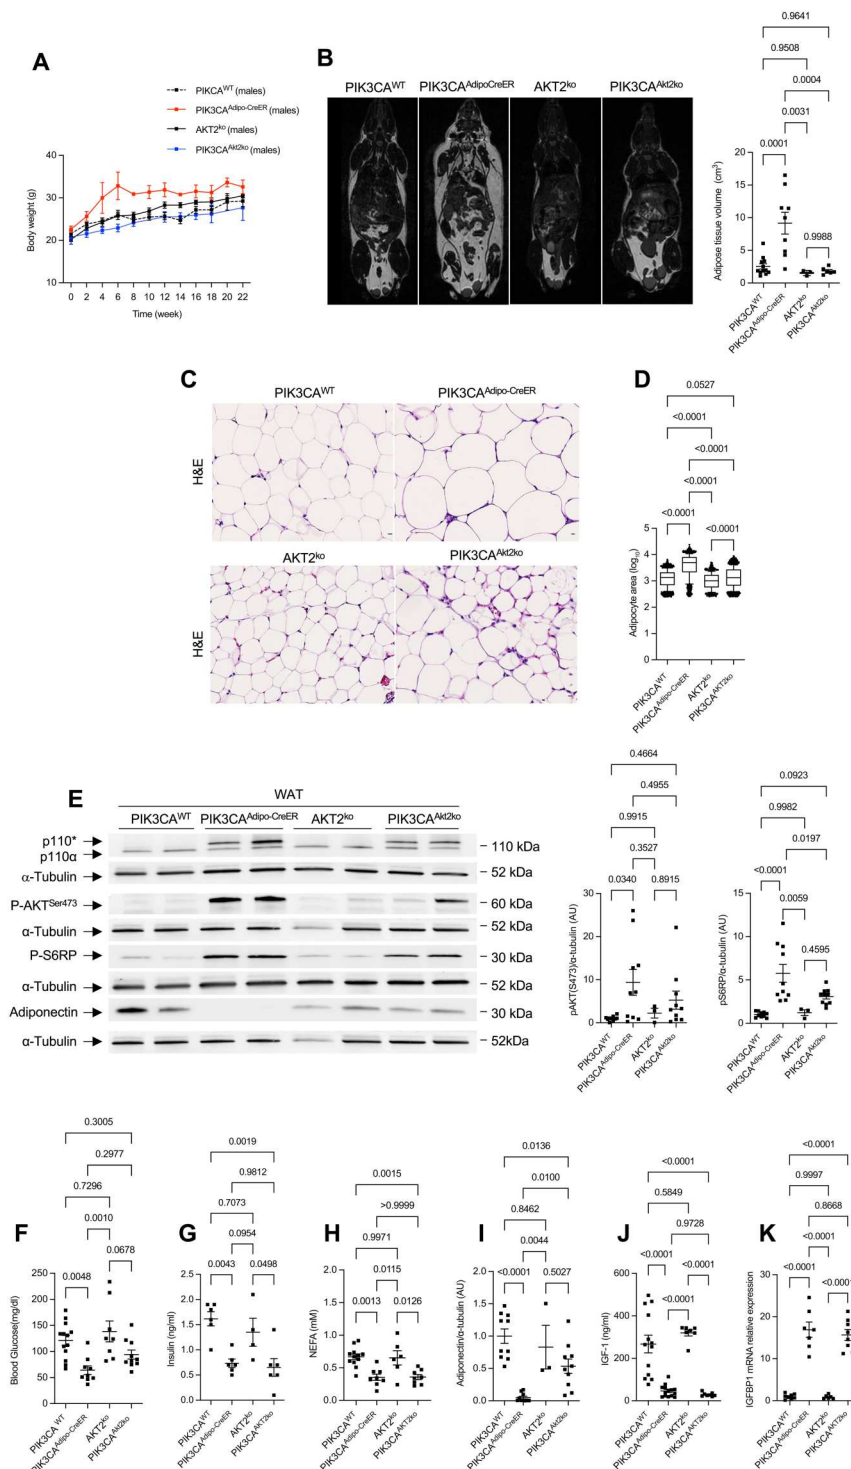 A
PIKCA^WT (males)
PIK3CA^Adipo-CreER (males)
AKT2^ko (males)
PIK3CA^Akt2ko (males)
Body weight (g)
40
30
20
10
0 2 4 6 8 10 12 14 16 18 20 22
Time (week)
B
PIK3CA^WT PIK3CA^AdipoCreER AKT2^ko PIK3CA^Akt2ko
0.9641
0.9508
0.0004
0.0031
0.0001
0.9988
Adipose tissue volume (cm³)
20
15
10
5
0
PIK3CA^WT
PIK3CA^Adipo-CreER
AKT2^ko
PIK3CA^Akt2ko
C
PIK3CA^WT PIK3CA^Adipo-CreER
H&E
AKT2^ko PIK3CA^Akt2ko
H&E
D
0.0527
<0.0001
<0.0001
<0.0001
<0.0001 <0.0001
Adipocyte area (log₁₀)
5
4
3
2
1
0
PIK3CA^WT
PIK3CA^Adipo-CreER
AKT2^ko
PIK3CA^AKT2ko
E
WAT
PIK3CA^WT PIK3CA^Adipo-CreER AKT2^ko PIK3CA^Akt2ko
p110*
p110α
110 kDa
α-Tubulin 52 kDa
P-AKT^Ser473 60 kDa
α-Tubulin 52 kDa
P-S6RP 30 kDa
α-Tubulin 52 kDa
Adiponectin 30 kDa
α-Tubulin 52kDa
0.4664
0.4955
0.9915
0.3527
0.0340 0.8915
pAKT(S473)/α-tubulin (AU)
30
20
10
0
PIK3CA^WT
PIK3CA^Adipo-CreER
AKT2^ko
PIK3CA^Akt2ko
0.0923
0.9982
0.0197
<0.0001
0.0059
0.4595
pS6RP/α-tubulin (AU)
15
10
5
0
PIK3CA^WT
PIK3CA^Adipo-CreER
AKT2^ko
PIK3CA^Akt2ko
F
0.3005
0.2977
0.7296
0.0010
0.0678
0.0048
Blood Glucose(mg/dl)
250
200
150
100
50
0
PIK3CA^WT
PIK3CA^Adipo-CreER
AKT2^ko
PIK3CA^Akt2ko
G
0.0019
0.9812
0.7073
0.0954
0.0043 0.0498
Insulin (ng/ml)
2.5
2.0
1.5
1.0
0.5
0.0
PIK3CA^WT
PIK3CA^Adipo-CreER
AKT2^ko
PIK3CA^AKT2ko
H
0.0015
>0.9999
0.9971
0.0115
0.0013 0.0126
NEFA (mM)
2.0
1.5
1.0
0.5
0.0
PIK3CA^WT
PIK3CA^Adipo-CreER
AKT2^ko
PIK3CA^AKT2ko
I
0.0136
0.0100
0.8462
0.0044
<0.0001 0.5027
Adiponectin/α-tubulin (AU)
2.0
1.5
1.0
0.5
0.0
PIK3CA^WT
PIK3CA^Adipo-CreER
AKT2^ko
PIK3CA^Akt2ko
J
<0.0001
0.5849
0.9728
<0.0001 <0.0001
<0.0001
IGF-1 (ng/ml)
600
400
200
0
PIK3CA^WT
PIK3CA^Adipo-CreER
AKT2^ko
PIK3CA^AKT2ko
K
<0.0001
0.9997
0.8668
<0.0001
<0.0001 <0.0001
IGFBP1 mRNA relative expression
30
20
10
0
PIK3CA^WT
PIK3CA^Adipo-CreER
AKT2^ko
PIK3CA^AKT2ko